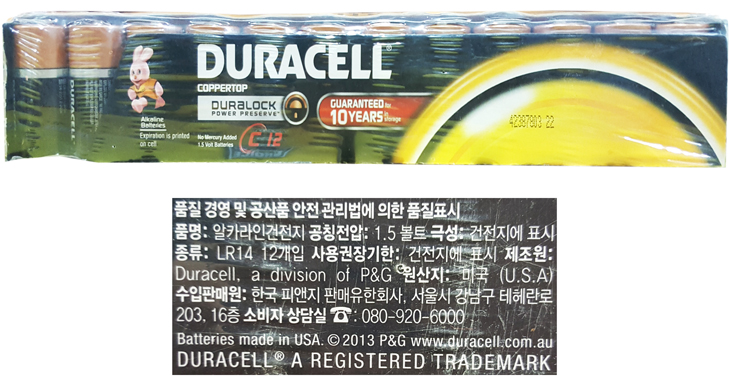 DURACELL®
COPPERTOP
DURALOCK
POWER PRESERVE™
GUARANTEED for
10 YEARS in storage
42387803 22
Alkaline
Batteries
Expiration is printed
on cell
No Mercury Added
1.5 Volt Batteries
C-12
DURACELL
품질 경영 및 공산품 안전 관리법에 의한 품질표시
품명: 알카라인건전지 공칭전압: 1.5 볼트 극성: 건전지에 표시
종류: LR14 12개입 사용권장기한: 건전지에 표시 제조원:
Duracell, a division of P&G 원산지: 미국 (U.S.A)
수입판매원: 한국 피앤지 판매유한회사, 서울시 강남구 테헤란로
203. 16층 소비자 상담실 ☎: 080-920-6000
Batteries made in USA. © 2013 P&G www.duracell.com.au
DURACELL® A REGISTERED TRADEMARK